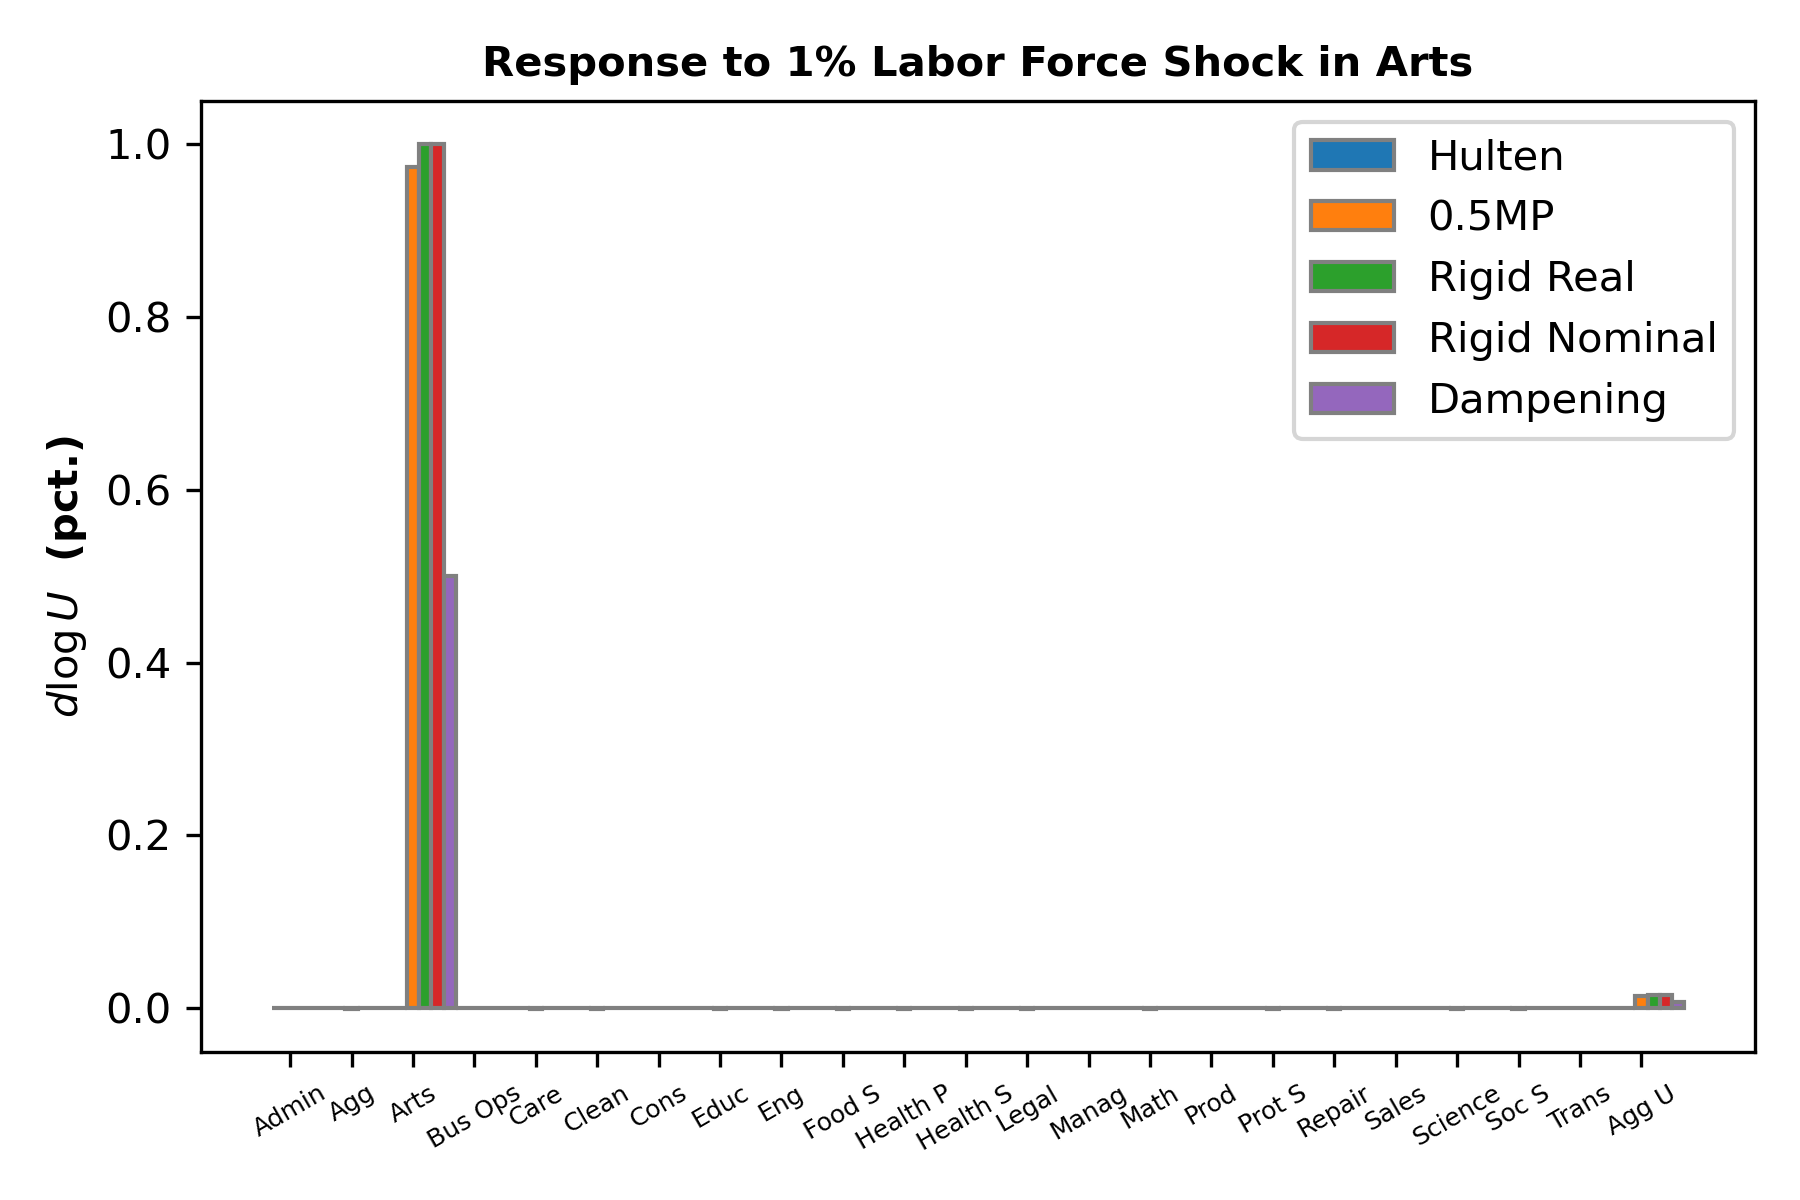 Response to 1% Labor Force Shock in Arts
1.0
0.8
0.6
0.4
0.2
0.0
dlog U (pct.)
Hulten
0.5MP
Rigid Real
Rigid Nominal
Dampening
Admin
Agg
Arts
Bus Ops
Care
Clean
Cons
Educ
Eng
Food S
Health P
Health S
Legal
Manag
Math
Prod
Prot S
Repair
Sales
Science
Soc S
Trans
Agg U